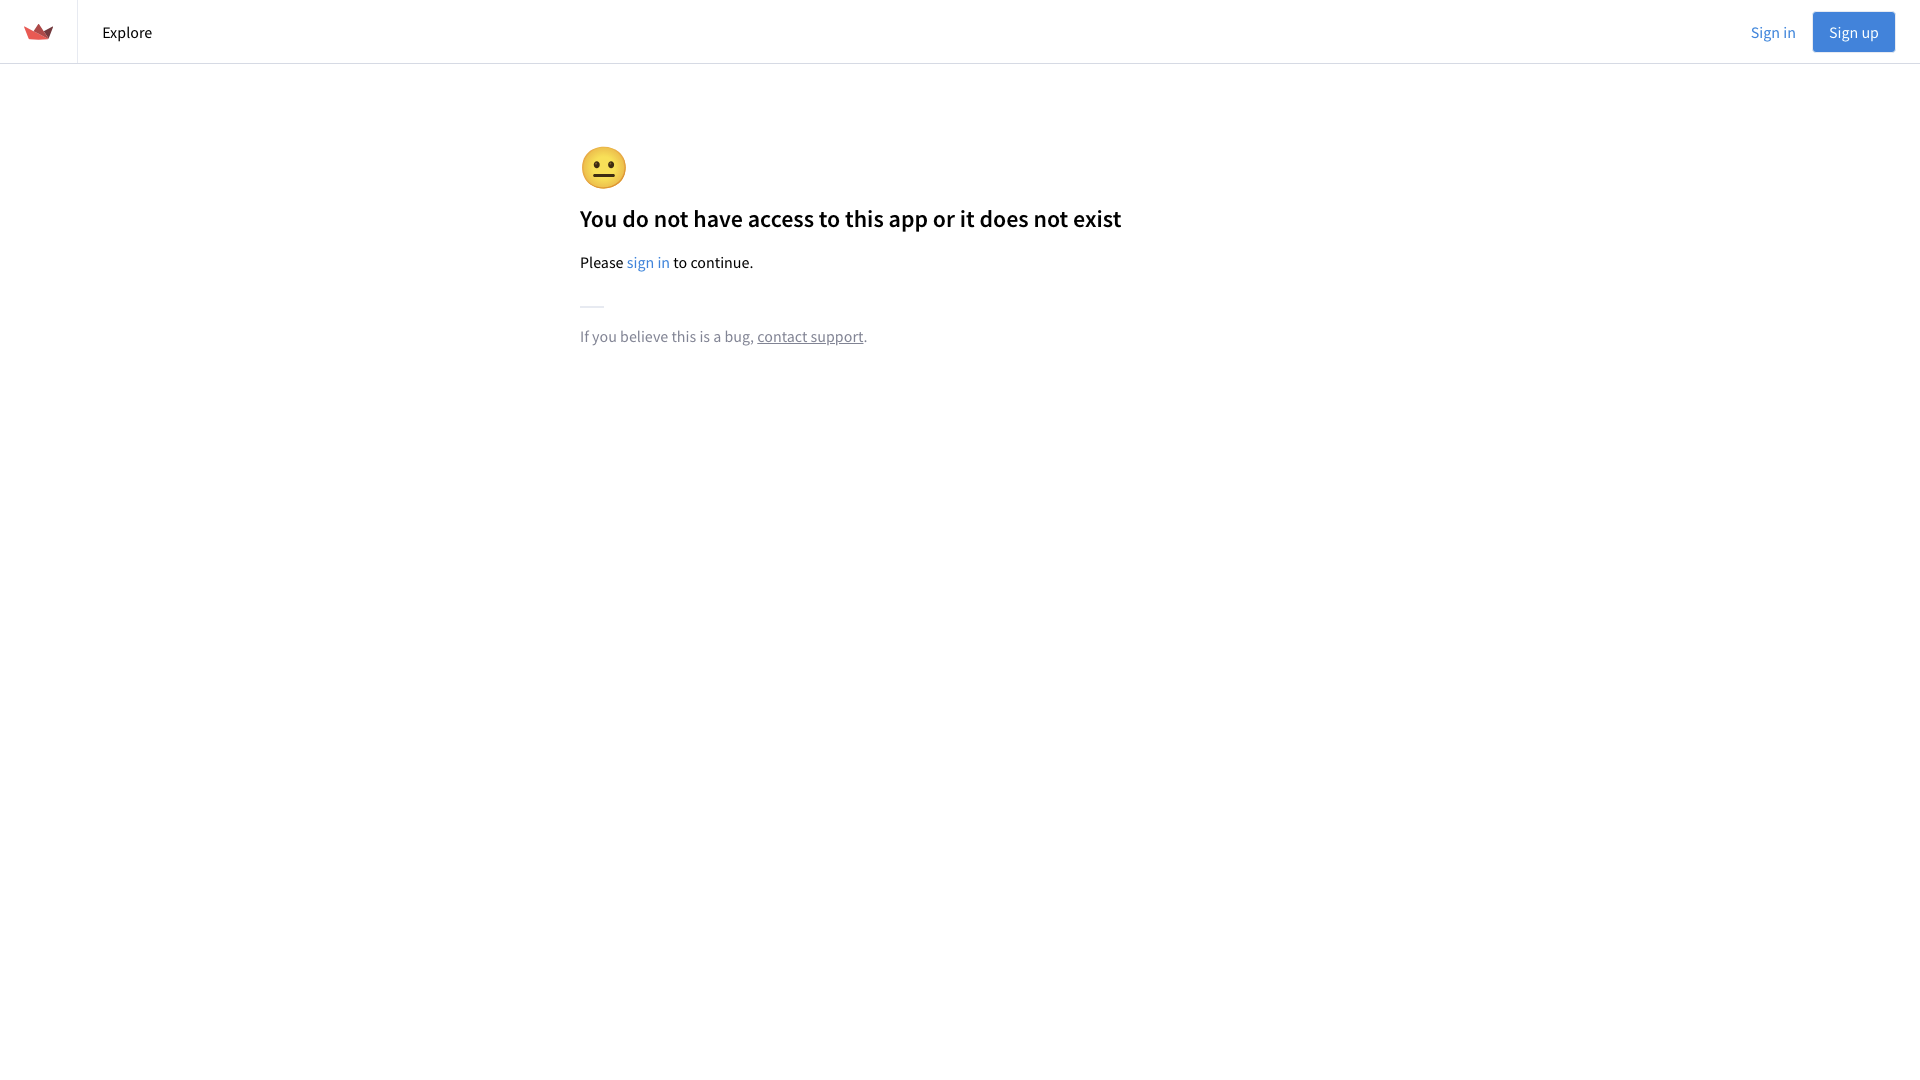 Explore
Sign in
Sign up
You do not have access to this app or it does not exist
Please sign in to continue.
If you believe this is a bug, contact support.